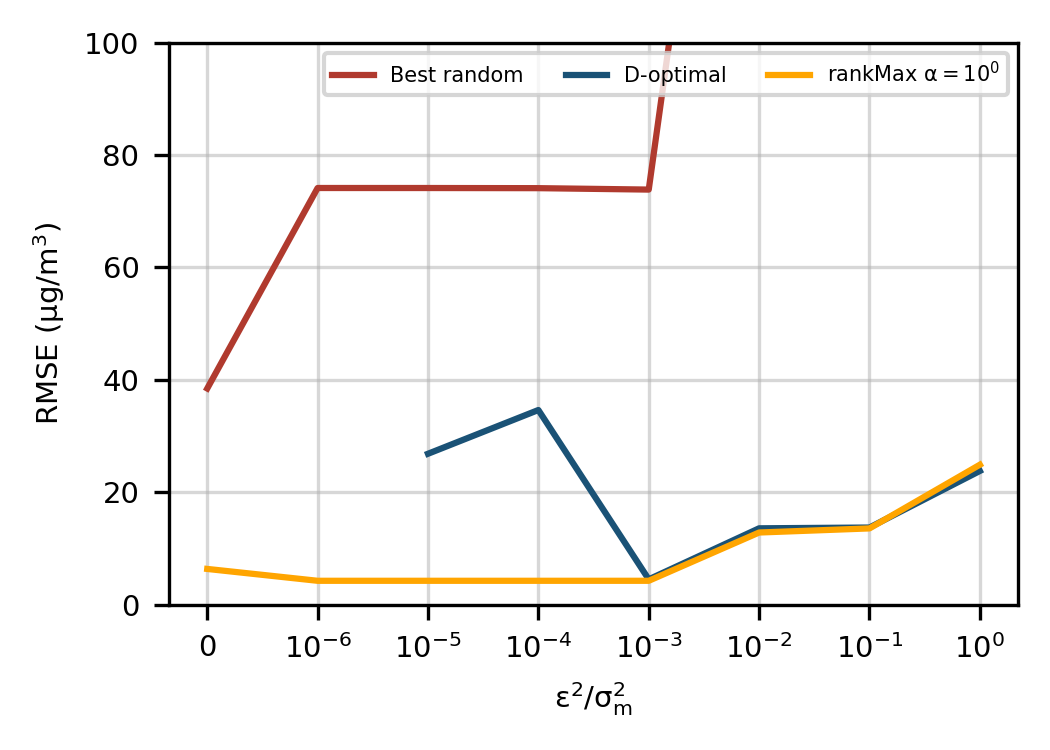 100
80
60
40
20
0
RMSE (μg/m³)
Best random
D-optimal
rankMax α = 10⁰
0
10⁻⁶
10⁻⁵
10⁻⁴
10⁻³
10⁻²
10⁻¹
10⁰
ε²/σ²ₘ